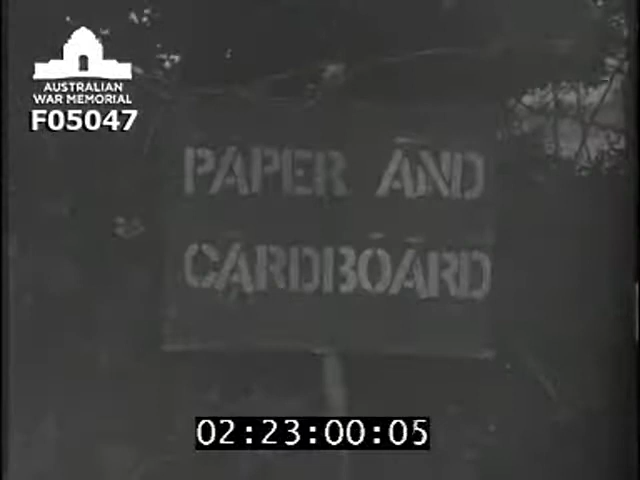 AUSTRALIAN
WAR MEMORIAL
F05047
PAPER AND
CARDBOARD
02:23:00:05